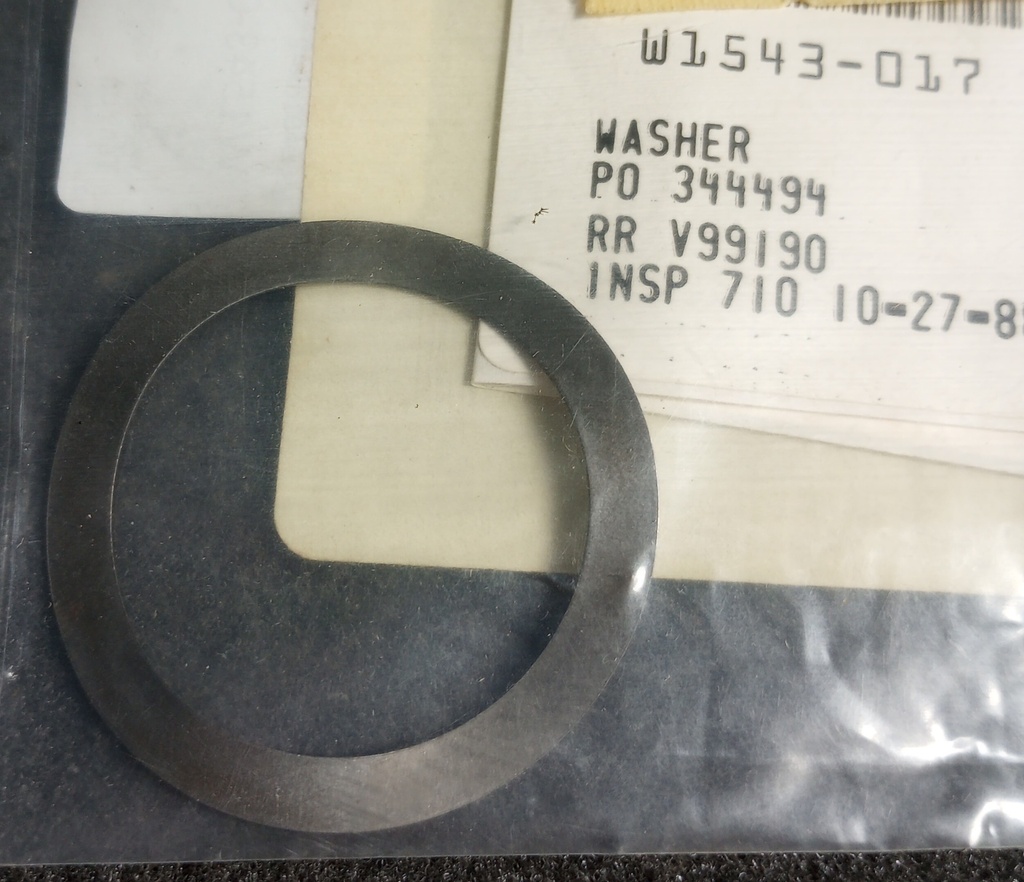 W1543-017
WASHER
PO 344494
RR V99190
INSP 710 10-27-8